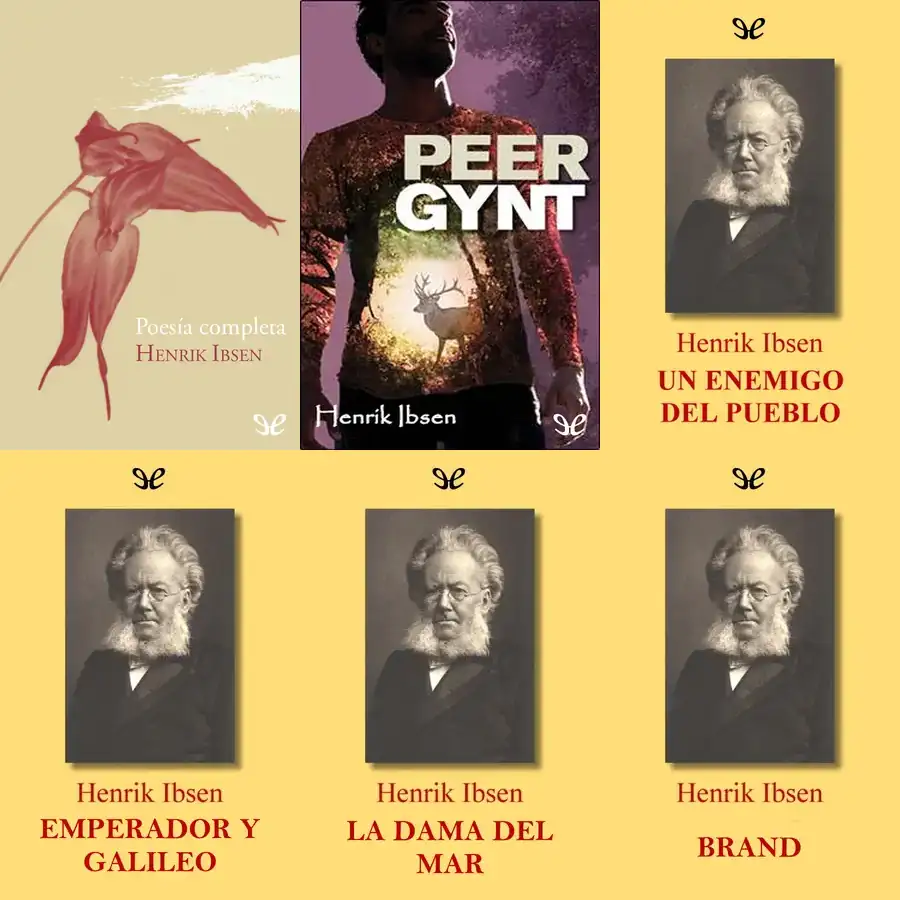 Poesía completa
HENRIK IBSEN
PEER
GYNT
Henrik Ibsen
Henrik Ibsen
UN ENEMIGO
DEL PUEBLO
Henrik Ibsen
EMPERADOR Y
GALILEO
Henrik Ibsen
LA DAMA DEL
MAR
Henrik Ibsen
BRAND